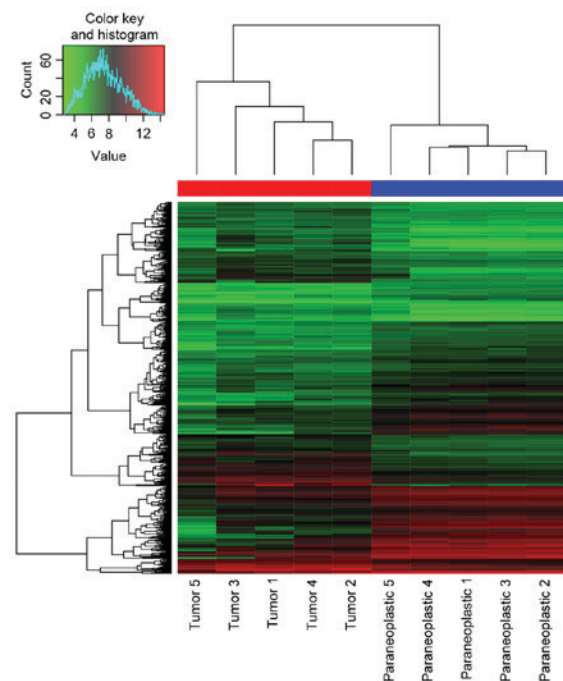 Color key
and histogram
Count
60
40
20
0
4 6 8 12
Value
Tumor 5
Tumor 3
Tumor 1
Tumor 4
Tumor 2
Paraneoplastic 5
Paraneoplastic 4
Paraneoplastic 1
Paraneoplastic 3
Paraneoplastic 2